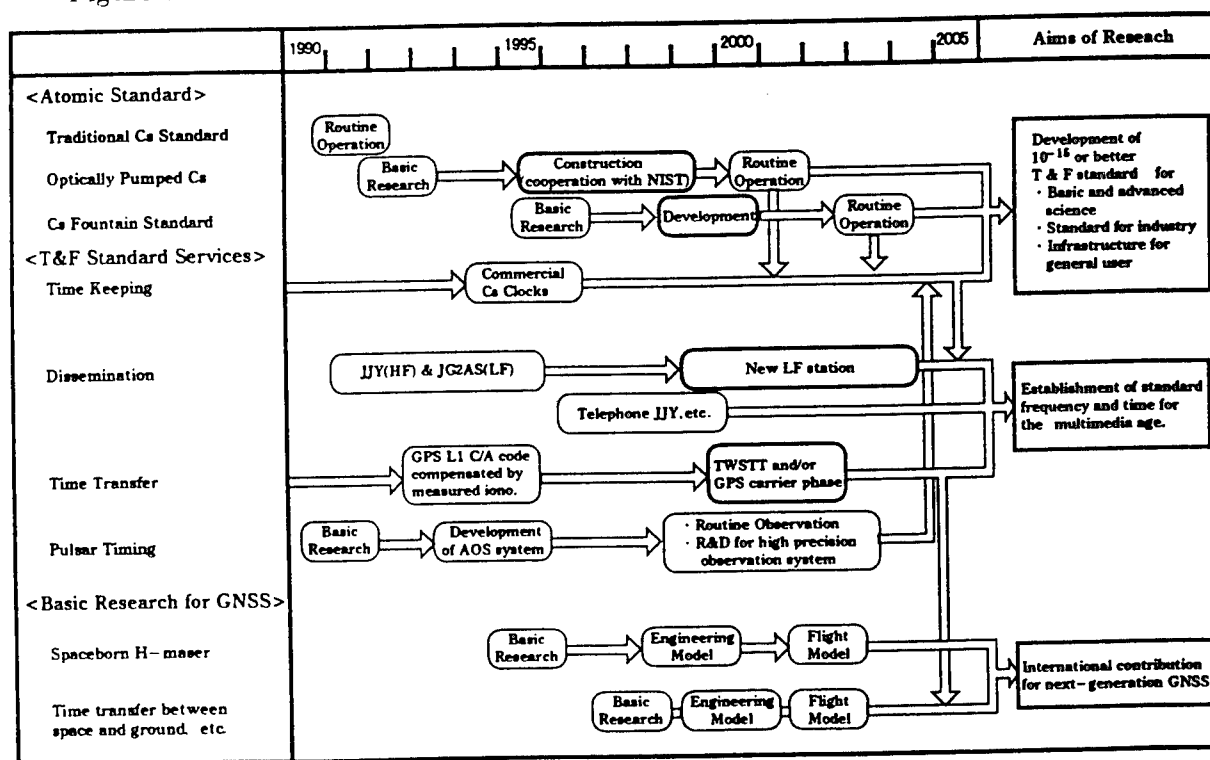 Figure
1990 1995 2000 2005 Aims of Reseach
<Atomic Standard>
Traditional Cs Standard
Routine
Operation
Optically Pumped Cs
Basic
Research
Construction
cooperation with NIST)
Routine
Operation
Cs Fountain Standard
Basic
Research
Development
Routine
Operation
Development of
10⁻¹⁵ or better
T & F standard for
· Basic and advanced
science
· Standard for industry
· Infrastructure for
general user
<T&F Standard Services>
Time Keeping
Commercial
Cs Clocks
Dissemination
JJY(HF) & JG2AS(LF)
New LF station
Telephone JJY, etc.
Establishment of standard
frequency and time for
the multimedia age.
Time Transfer
GPS L1 C/A code
compensated by
measured iono.
TWSTT and/or
GPS carrier phase
Pulsar Timing
Basic
Research
Development
of AOS system
· Routine Observation
· R&D for high precision
observation system
<Basic Research for GNSS>
Spaceborn H-maser
Basic
Research
Engineering
Model
Flight
Model
Time transfer between
space and ground. etc.
Basic
Research
Engineering
Model
Flight
Model
International contribution
for next-generation GNSS